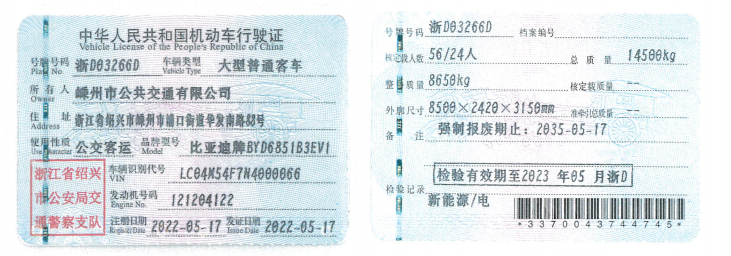 中华人民共和国机动车行驶证
Vehicle License of the People's Republic of China
号牌号码 浙D03266D 车辆类型 大型普通客车
Plate No Vehicle Type
所有人 嵊州市公共交通有限公司
Owner
住址 浙江省绍兴市嵊州市浦口街道华发南路68号
Address
使用性质 公交客运 品牌型号 比亚迪牌BYD6851B3EV1
Use Character Model
浙江省绍兴
市公安局交
通警察支队
车辆识别代号 LC04M54F7N4000066
VIN
发动机号码 121204122
Engine No.
注册日期 2022-05-17 发证日期 2022-05-17
Register Date Issue Date
号牌号码 浙D03266D 档案编号
核定载人数 56/24人 总质量 14500kg
整备质量 8650kg 核定载质量 --
外廓尺寸 8500×2420×3150mm 准牵引总质量 --
备注 强制报废期止：2035-05-17
检验有效期至2023 年05 月浙D
检验记录
新能源/电
*3370043744745*